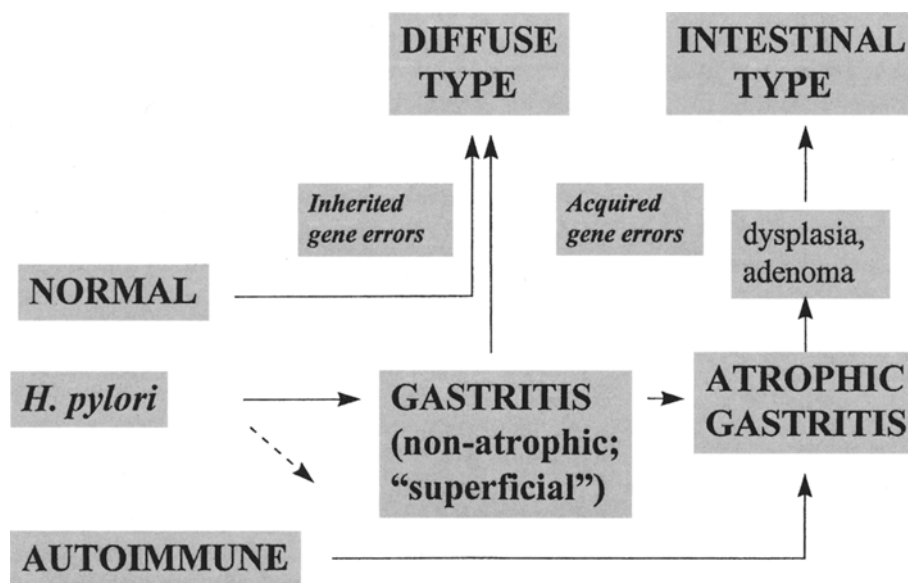 DIFFUSE
TYPE
INTESTINAL
TYPE
Inherited
gene errors
Acquired
gene errors
dysplasia,
adenoma
NORMAL
H. pylori
GASTRITIS
(non-atrophic;
“superficial”)
ATROPHIC
GASTRITIS
AUTOIMMUNE